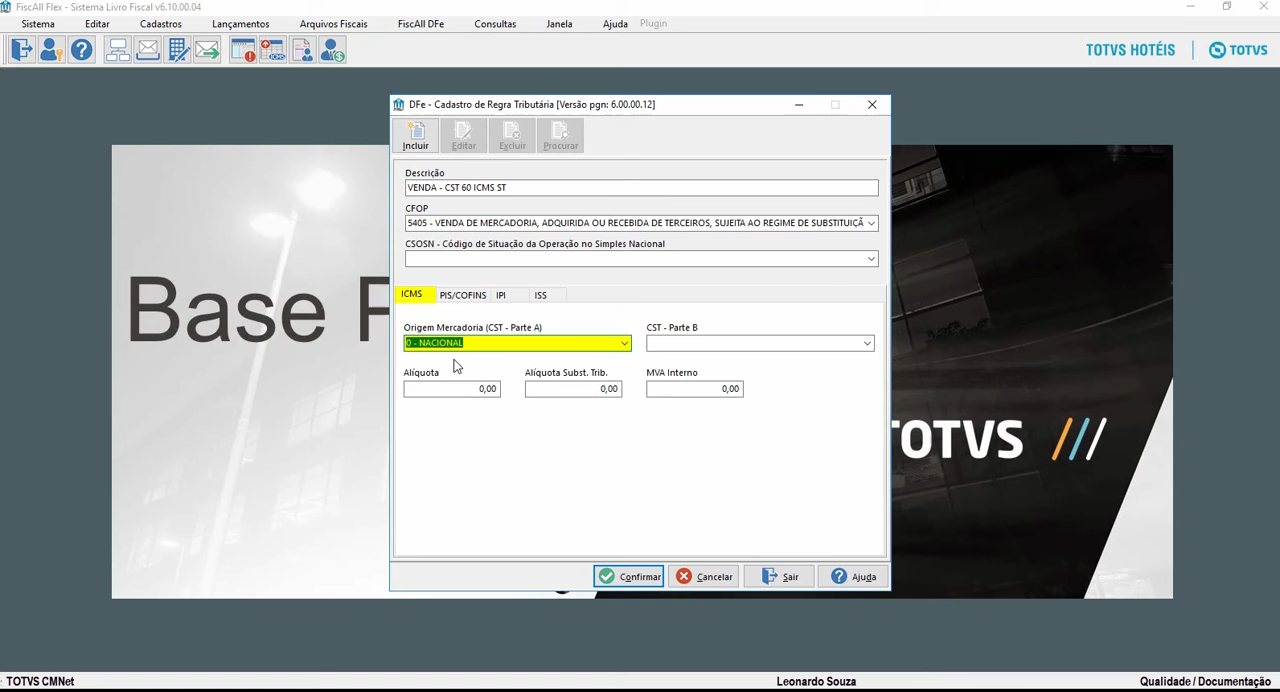 FiscAll Flex - Sistema Livro Fiscal v6.10.00.04
Sistema Editar Cadastros Lançamentos Arquivos Fiscais FiscAll DFe Consultas Janela Ajuda Plugin
TOTVS HOTÉIS TOTVS
DFe - Cadastro de Regra Tributária [Versão pgn: 6.00.00.12]
Incluir Editar Excluir Procurar
Descrição
VENDA - CST 60 ICMS ST
CFOP
5405 - VENDA DE MERCADORIA, ADQUIRIDA OU RECEBIDA DE TERCEIROS, SUJEITA AO REGIME DE SUBSTITUIÇÃ
CSOSN - Código de Situação da Operação no Simples Nacional
ICMS PIS/COFINS IPI ISS
Base
Origem Mercadoria (CST - Parte A) CST - Parte B
0 - NACIONAL
Alíquota Alíquota Subst. Trib. MVA Interno
0,00 0,00 0,00
TOTVS
Confirmar Cancelar Sair Ajuda
TOTVS CMNet Leonardo Souza Qualidade / Documentação